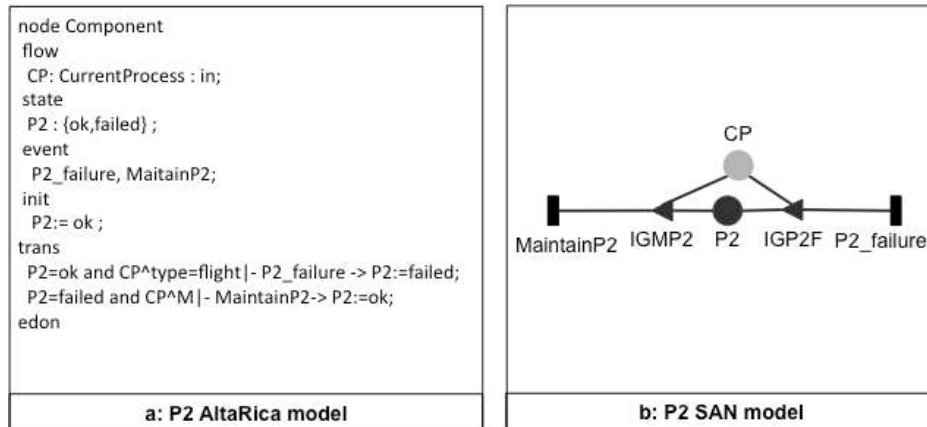 node Component
flow
CP: CurrentProcess : in;
state
P2 : {ok,failed} ;
event
P2_failure, MaitainP2;
init
P2:= ok ;
trans
P2=ok and CP^type=flight|- P2_failure -> P2:=failed;
P2=failed and CP^M|- MaintainP2-> P2:=ok;
edon
a: P2 AltaRica model
CP
MaintainP2 IGMP2 P2 IGP2F P2_failure
b: P2 SAN model